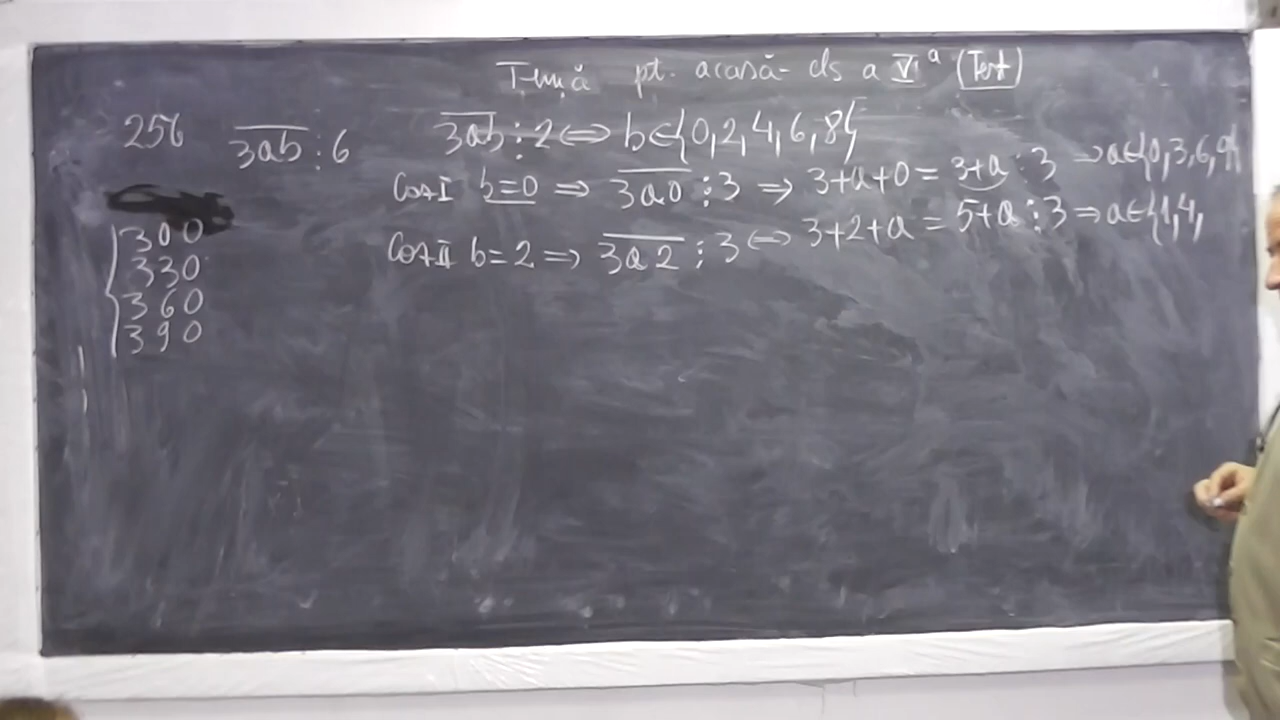 Temă pt. acasă - cls a VI a (Test)
256 3ab ⋮ 6
3ab ⋮ 2 ⇔ b∈{0,2,4,6,8}
Caz I b=0 ⇒ 3a0 ⋮ 3 ⇒ 3+a+0 = 3+a ⋮ 3 ⇒ a∈{0,3,6,9}
Caz II b=2 ⇒ 3a2 ⋮ 3 ⇔ 3+2+a = 5+a ⋮ 3 ⇒ a∈{1,4,
300
330
360
390